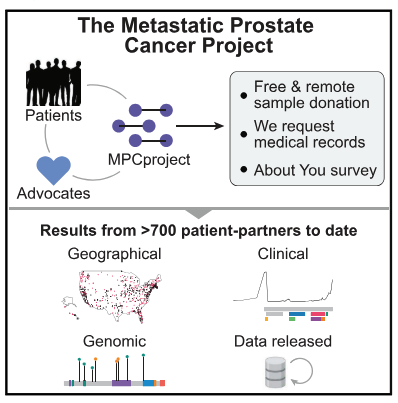 The Metastatic Prostate
Cancer Project
Patients
Advocates
MPCproject
• Free & remote
sample donation
• We request
medical records
• About You survey
Results from >700 patient-partners to date
Geographical
Clinical
Genomic
Data released